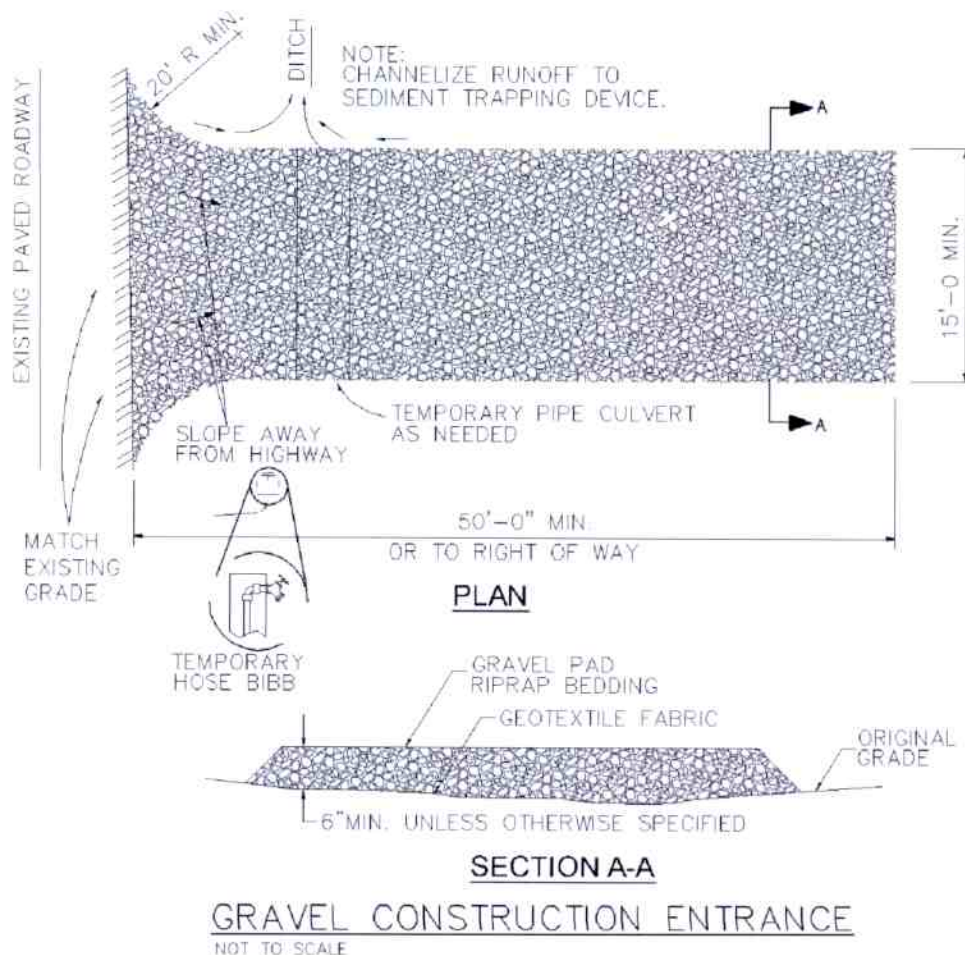 20' R MIN.
DITCH
NOTE:
CHANNELIZE RUNOFF TO
SEDIMENT TRAPPING DEVICE.
A
EXISTING PAVED ROADWAY
15'-0 MIN.
TEMPORARY PIPE CULVERT
AS NEEDED
A
SLOPE AWAY
FROM HIGHWAY
50'-0" MIN.
OR TO RIGHT OF WAY
MATCH
EXISTING
GRADE
PLAN
TEMPORARY
HOSE BIBB
GRAVEL PAD
RIPRAP BEDDING
GEOTEXTILE FABRIC
ORIGINAL
GRADE
6"MIN. UNLESS OTHERWISE SPECIFIED
SECTION A-A
GRAVEL CONSTRUCTION ENTRANCE
NOT TO SCALE